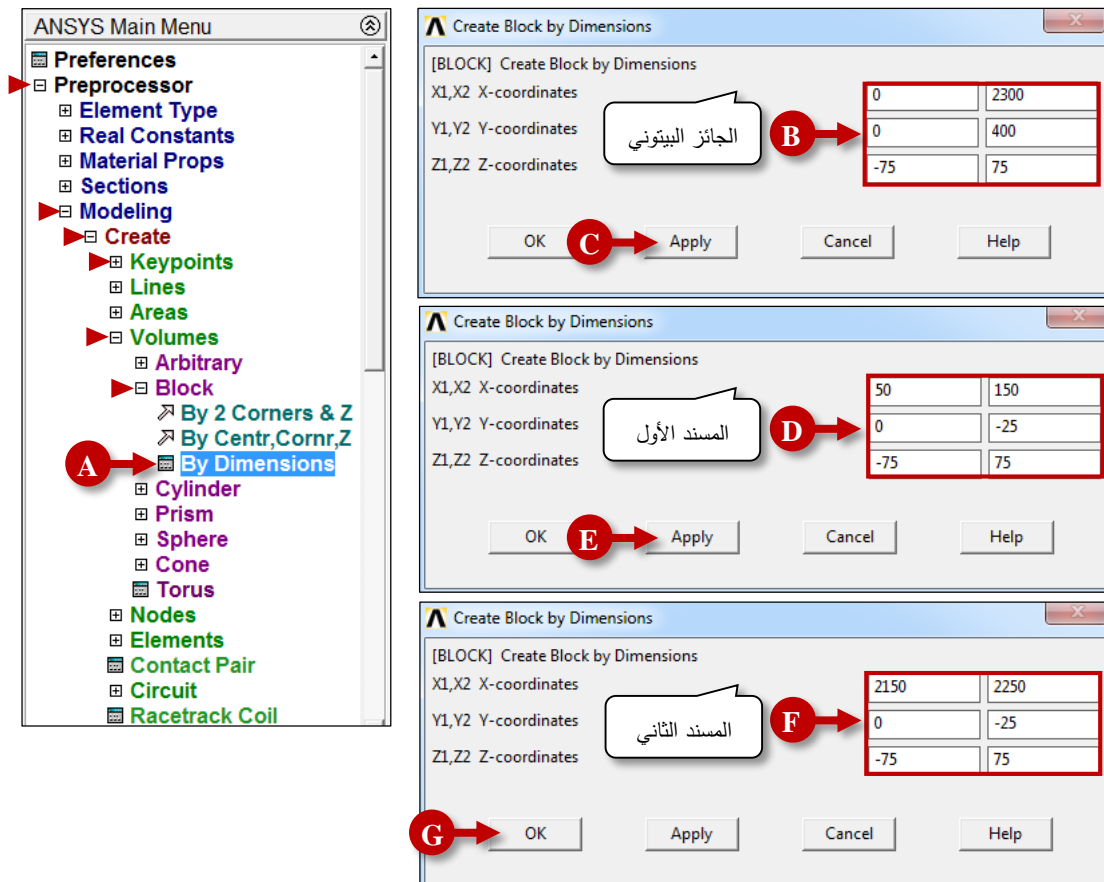 ANSYS Main Menu
Preferences
Preprocessor
Element Type
Real Constants
Material Props
Sections
Modeling
Create
Keypoints
Lines
Areas
Volumes
Arbitrary
Block
By 2 Corners & Z
By Centr,Cornr,Z
A
By Dimensions
Cylinder
Prism
Sphere
Cone
Torus
Nodes
Elements
Contact Pair
Circuit
Racetrack Coil
Create Block by Dimensions
[BLOCK] Create Block by Dimensions
X1,X2 X-coordinates 0 2300
Y1,Y2 Y-coordinates 0 400
Z1,Z2 Z-coordinates -75 75
الجائز البيتوني
B
OK C Apply Cancel Help
Create Block by Dimensions
[BLOCK] Create Block by Dimensions
X1,X2 X-coordinates 50 150
Y1,Y2 Y-coordinates 0 -25
Z1,Z2 Z-coordinates -75 75
المسند الأول
D
OK E Apply Cancel Help
Create Block by Dimensions
[BLOCK] Create Block by Dimensions
X1,X2 X-coordinates 2150 2250
Y1,Y2 Y-coordinates 0 -25
Z1,Z2 Z-coordinates -75 75
المسند الثاني
F
G OK Apply Cancel Help